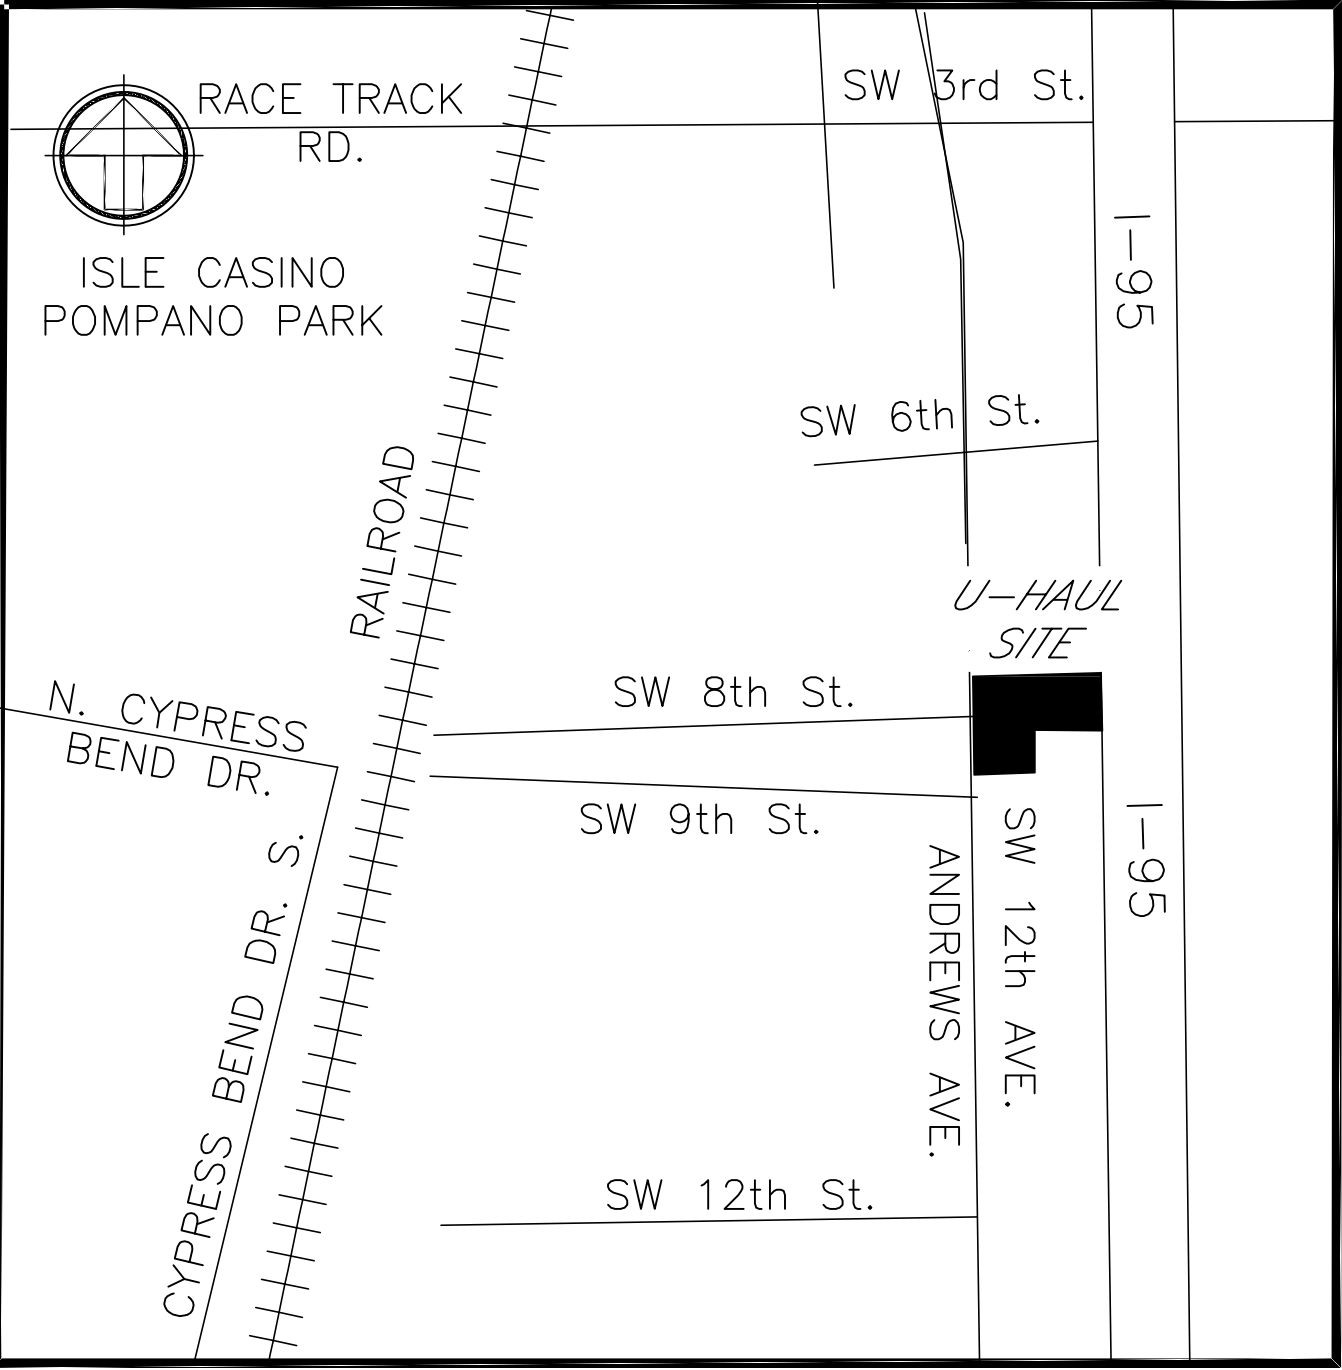 SW 3rd St.
RACE TRACK
RD.
I-95
ISLE CASINO
POMPANO PARK
SW 6th St.
RAILROAD
U-HAUL
SITE
SW 8th St.
N. CYPRESS
BEND DR.
SW 9th St.
I-95
SW 12th AVE.
ANDREWS AVE.
CYPRESS BEND DR. S.
SW 12th St.